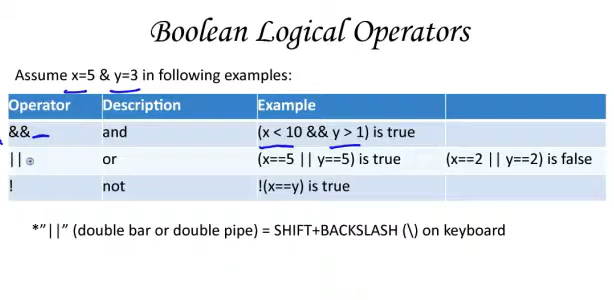 Boolean Logical Operators
Assume x=5 & y=3 in following examples:
Operator Description Example
&& and (x < 10 && y > 1) is true
|| or (x==5 || y==5) is true (x==2 || y==2) is false
! not !(x==y) is true
*”||” (double bar or double pipe) = SHIFT+BACKSLASH (\) on keyboard